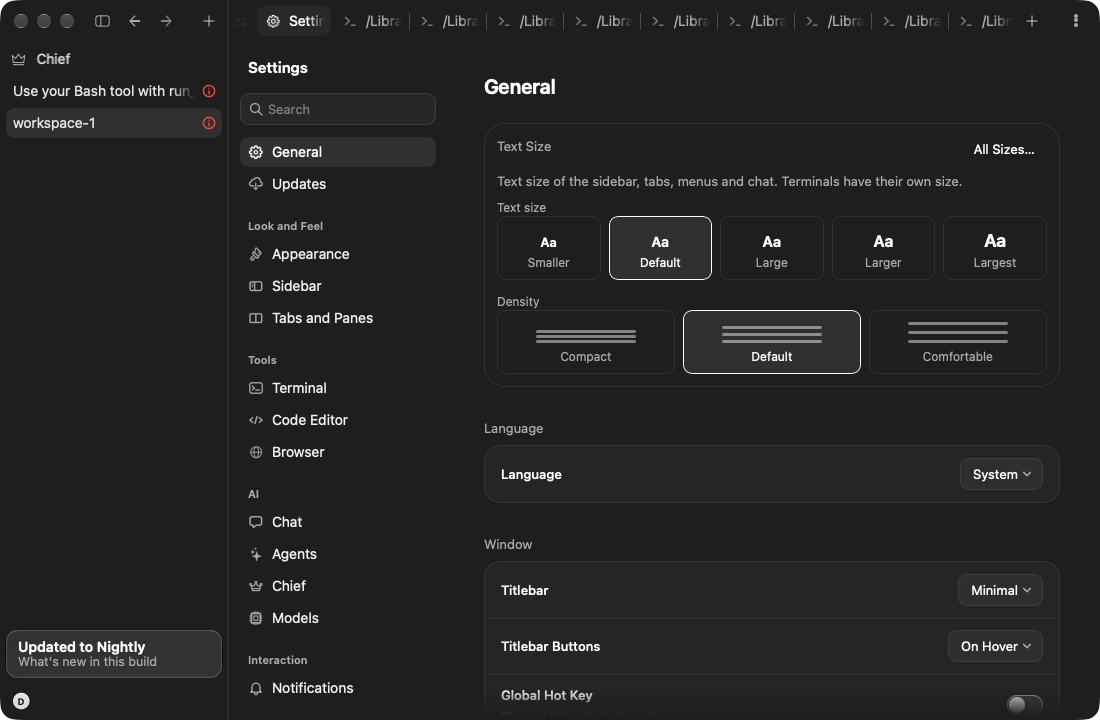 Settin
/Libra
/Libra
/Libra
/Libra
/Libra
/Libra
/Libra
/Libra
/Libr
Chief
Use your Bash tool with run_
workspace-1
Updated to Nightly
What's new in this build
D
Settings
Search
General
Updates
Look and Feel
Appearance
Sidebar
Tabs and Panes
Tools
Terminal
Code Editor
Browser
AI
Chat
Agents
Chief
Models
Interaction
Notifications
General
Text Size
All Sizes...
Text size of the sidebar, tabs, menus and chat. Terminals have their own size.
Text size
Aa Aa Aa Aa Aa
Smaller Default Large Larger Largest
Density
Compact Default Comfortable
Language
Language System
Window
Titlebar Minimal
Titlebar Buttons On Hover
Global Hot Key